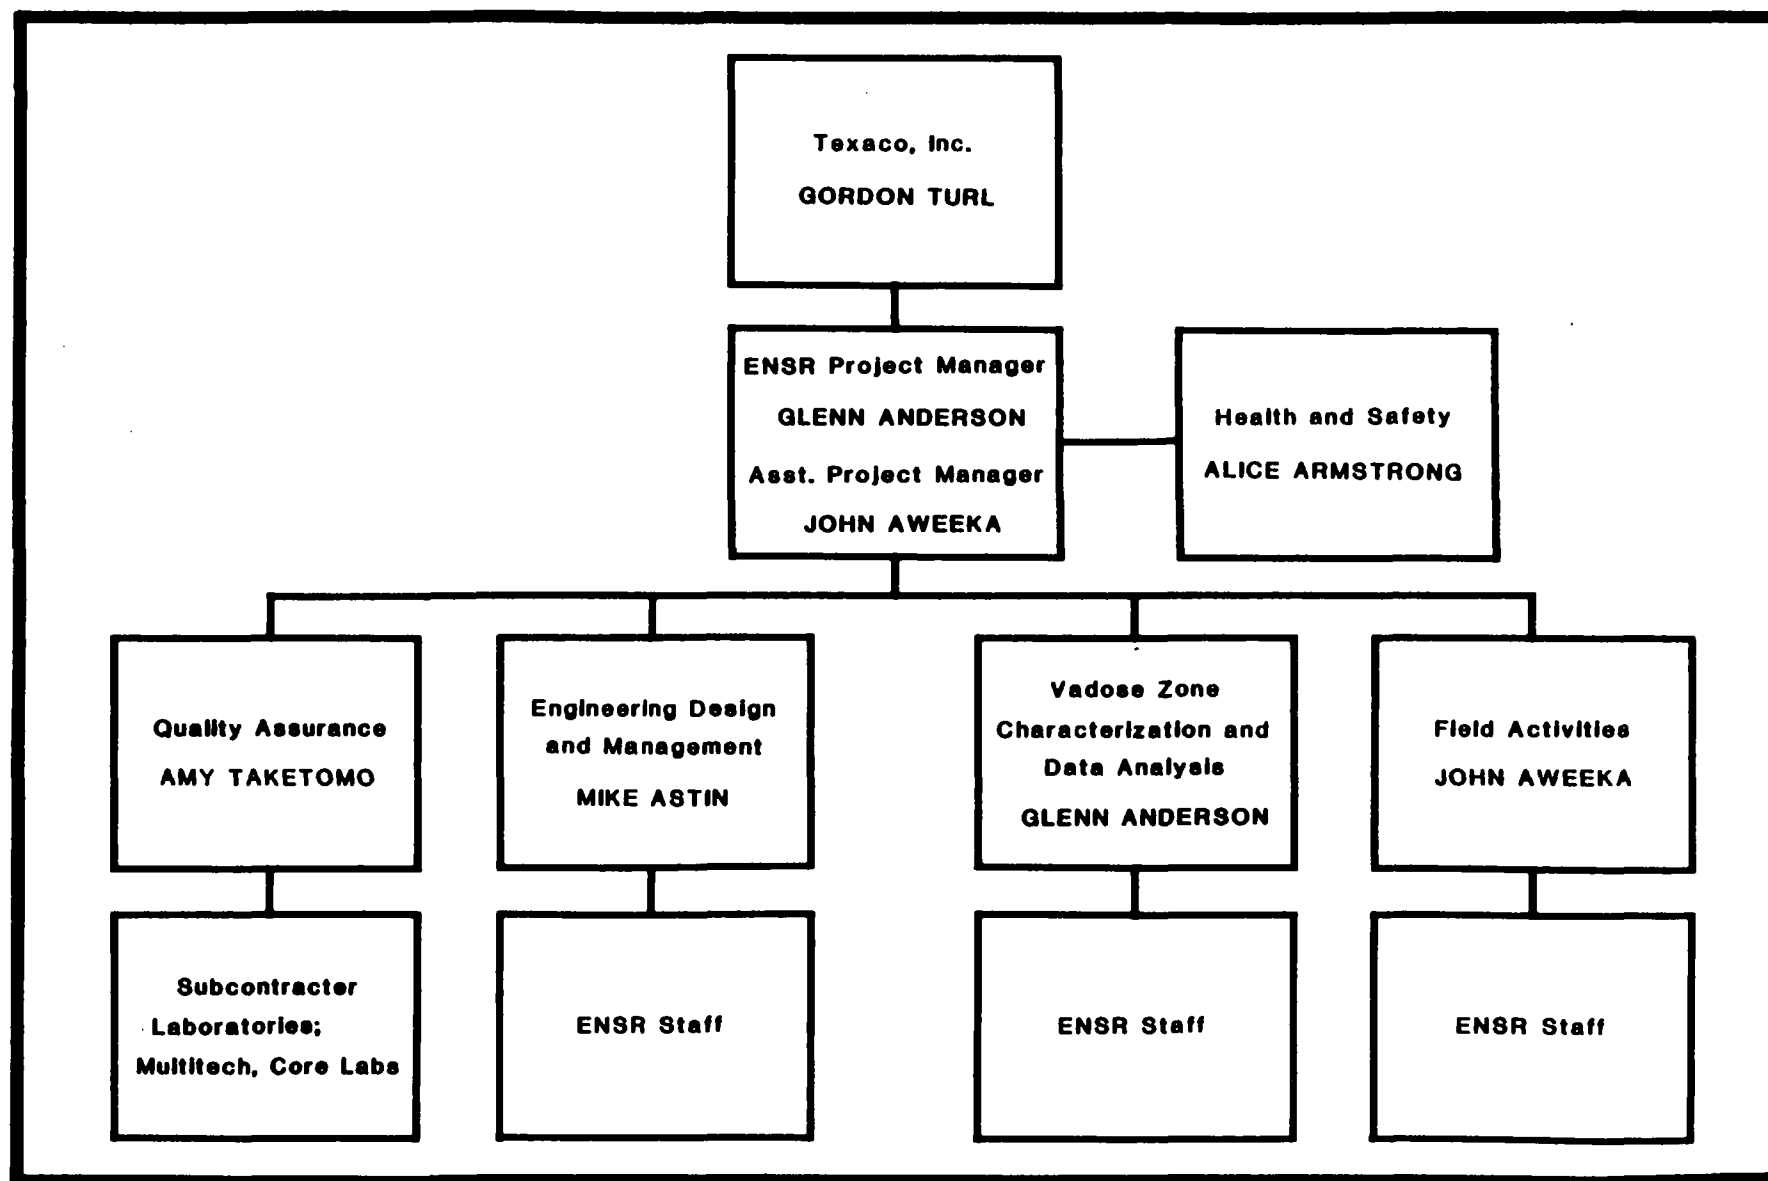 Texaco, Inc.
GORDON TURL
ENSR Project Manager
GLENN ANDERSON
Asst. Project Manager
JOHN AWEEKA
Health and Safety
ALICE ARMSTRONG
Quality Assurance
AMY TAKETOMO
Engineering Design
and Management
MIKE ASTIN
Vadose Zone
Characterization and
Data Analysis
GLENN ANDERSON
Field Activities
JOHN AWEEKA
Subcontracter
Laboratories;
Multitech, Core Labs
ENSR Staff
ENSR Staff
ENSR Staff